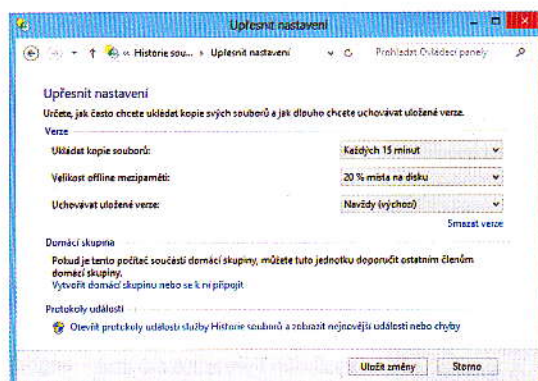 Upřesnit nastavení
« Historie sou... › Upřesnit nastavení
Prohledat Ovládací panely
Upřesnit nastavení
Určete, jak často chcete ukládat kopie svých souborů a jak dlouho chcete uchovávat uložené verze.
Verze
Ukládat kopie souborů: Každých 15 minut
Velikost offline mezipaměti: 20 % místa na disku
Uchovávat uložené verze: Navždy (výchozí)
Smazat verze
Domácí skupina
Pokud je tento počítač součástí domácí skupiny, můžete tuto jednotku doporučit ostatním členům
domácí skupiny.
Vytvořit domácí skupinu nebo se k ní připojit
Protokoly událostí
Otevřít protokoly událostí služby Historie souborů a zobrazit nejnovější události nebo chyby
Uložit změny Storno